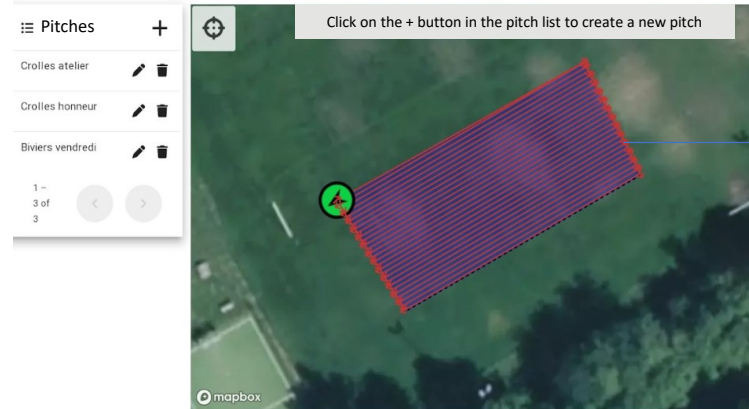 Pitches
Crolles atelier
Crolles honneur
Biviers vendredi
1 –
3 of
3
Click on the + button in the pitch list to create a new pitch
mapbox